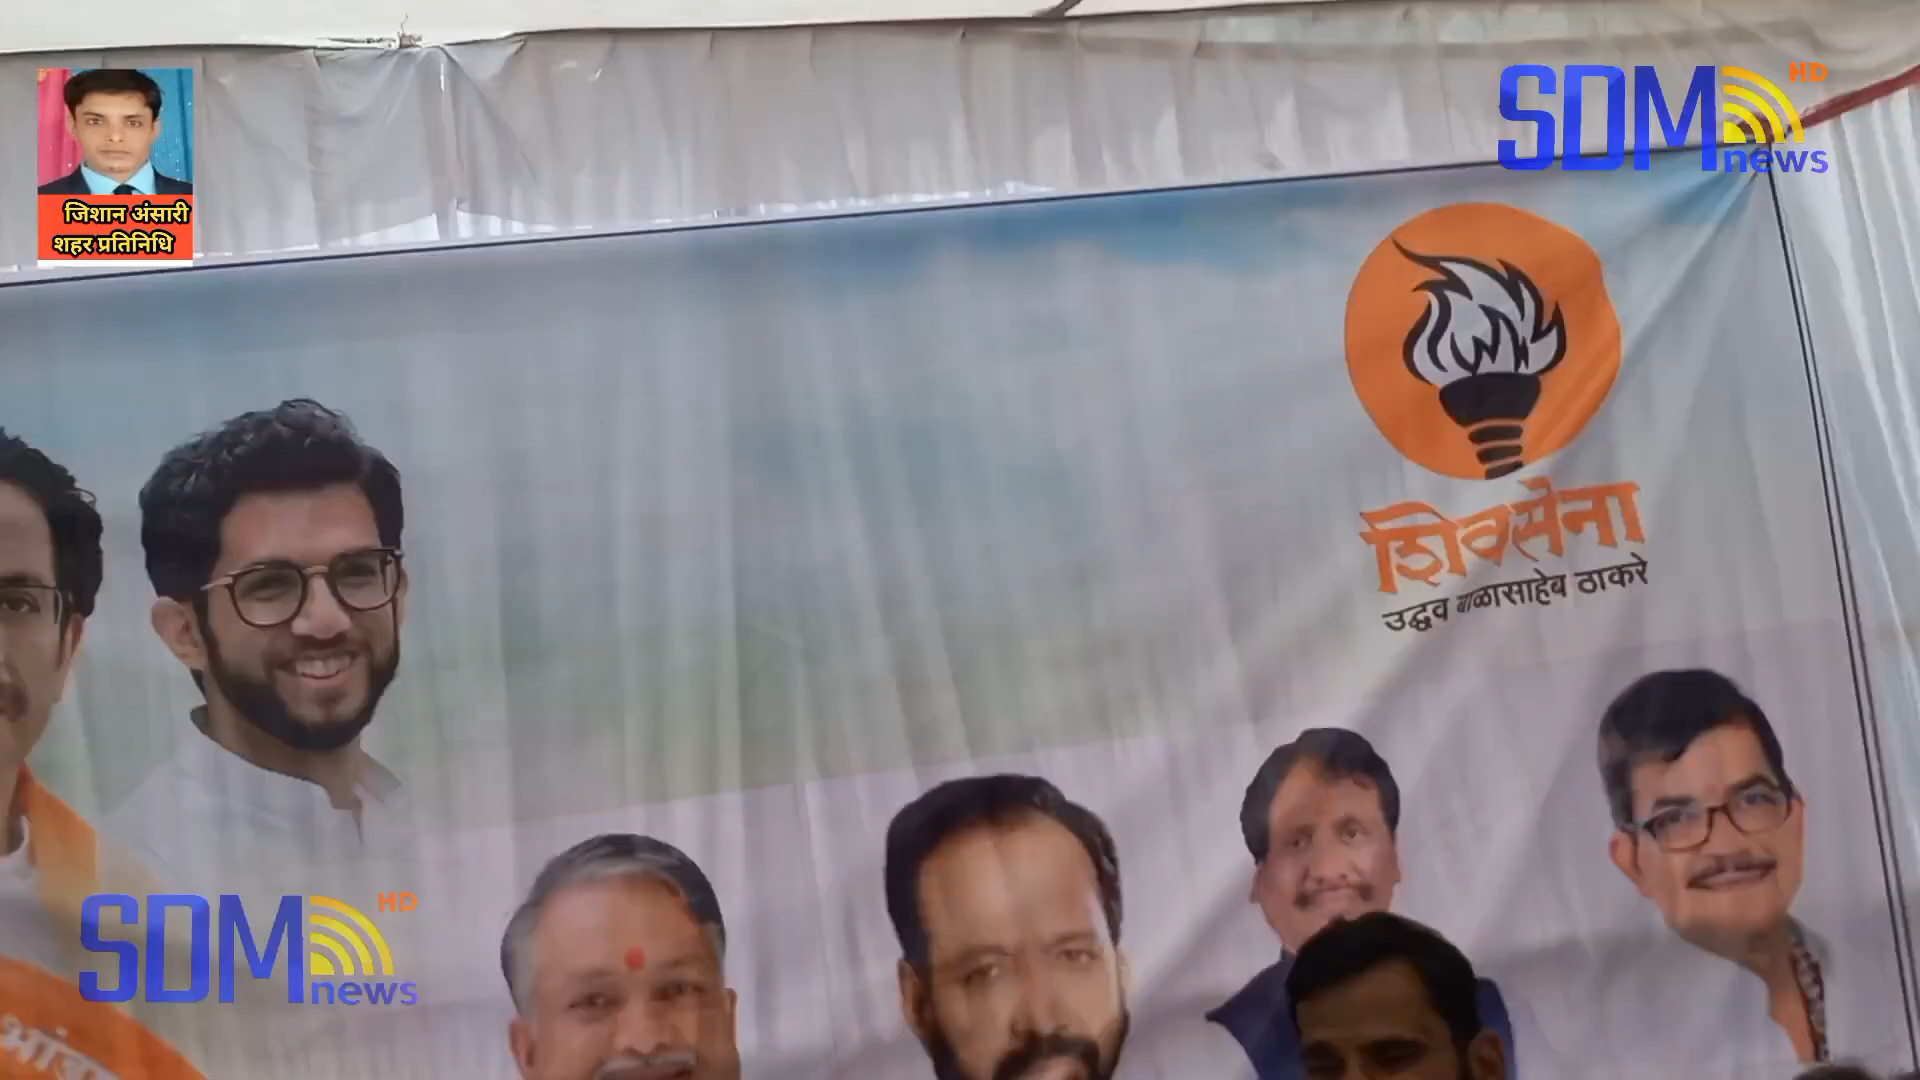 जिशान अंसारी
शहर प्रतिनिधि
SDM HD
news
शिवसेना
उद्धव बाळासाहेब ठाकरे
SDM HD
news